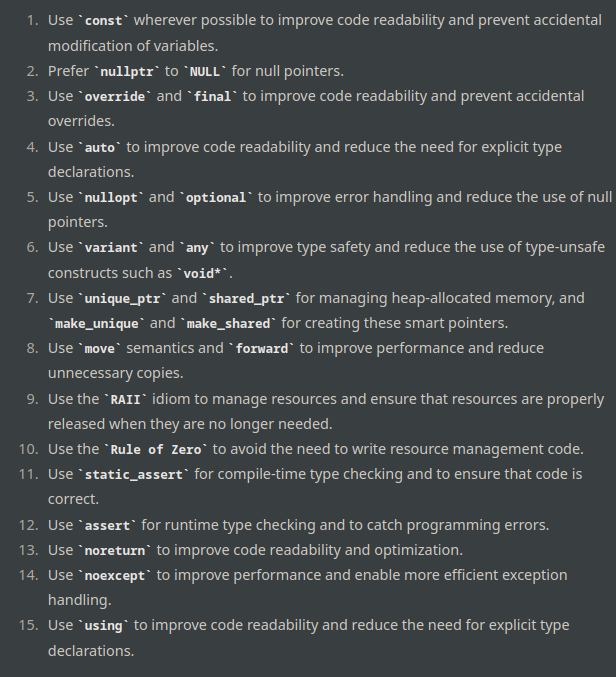 1. Use `const` wherever possible to improve code readability and prevent accidental
modification of variables.
2. Prefer `nullptr` to `NULL` for null pointers.
3. Use `override` and `final` to improve code readability and prevent accidental
overrides.
4. Use `auto` to improve code readability and reduce the need for explicit type
declarations.
5. Use `nullopt` and `optional` to improve error handling and reduce the use of null
pointers.
6. Use `variant` and `any` to improve type safety and reduce the use of type-unsafe
constructs such as `void*`.
7. Use `unique_ptr` and `shared_ptr` for managing heap-allocated memory, and
`make_unique` and `make_shared` for creating these smart pointers.
8. Use `move` semantics and `forward` to improve performance and reduce
unnecessary copies.
9. Use the `RAII` idiom to manage resources and ensure that resources are properly
released when they are no longer needed.
10. Use the `Rule of Zero` to avoid the need to write resource management code.
11. Use `static_assert` for compile-time type checking and to ensure that code is
correct.
12. Use `assert` for runtime type checking and to catch programming errors.
13. Use `noreturn` to improve code readability and optimization.
14. Use `noexcept` to improve performance and enable more efficient exception
handling.
15. Use `using` to improve code readability and reduce the need for explicit type
declarations.